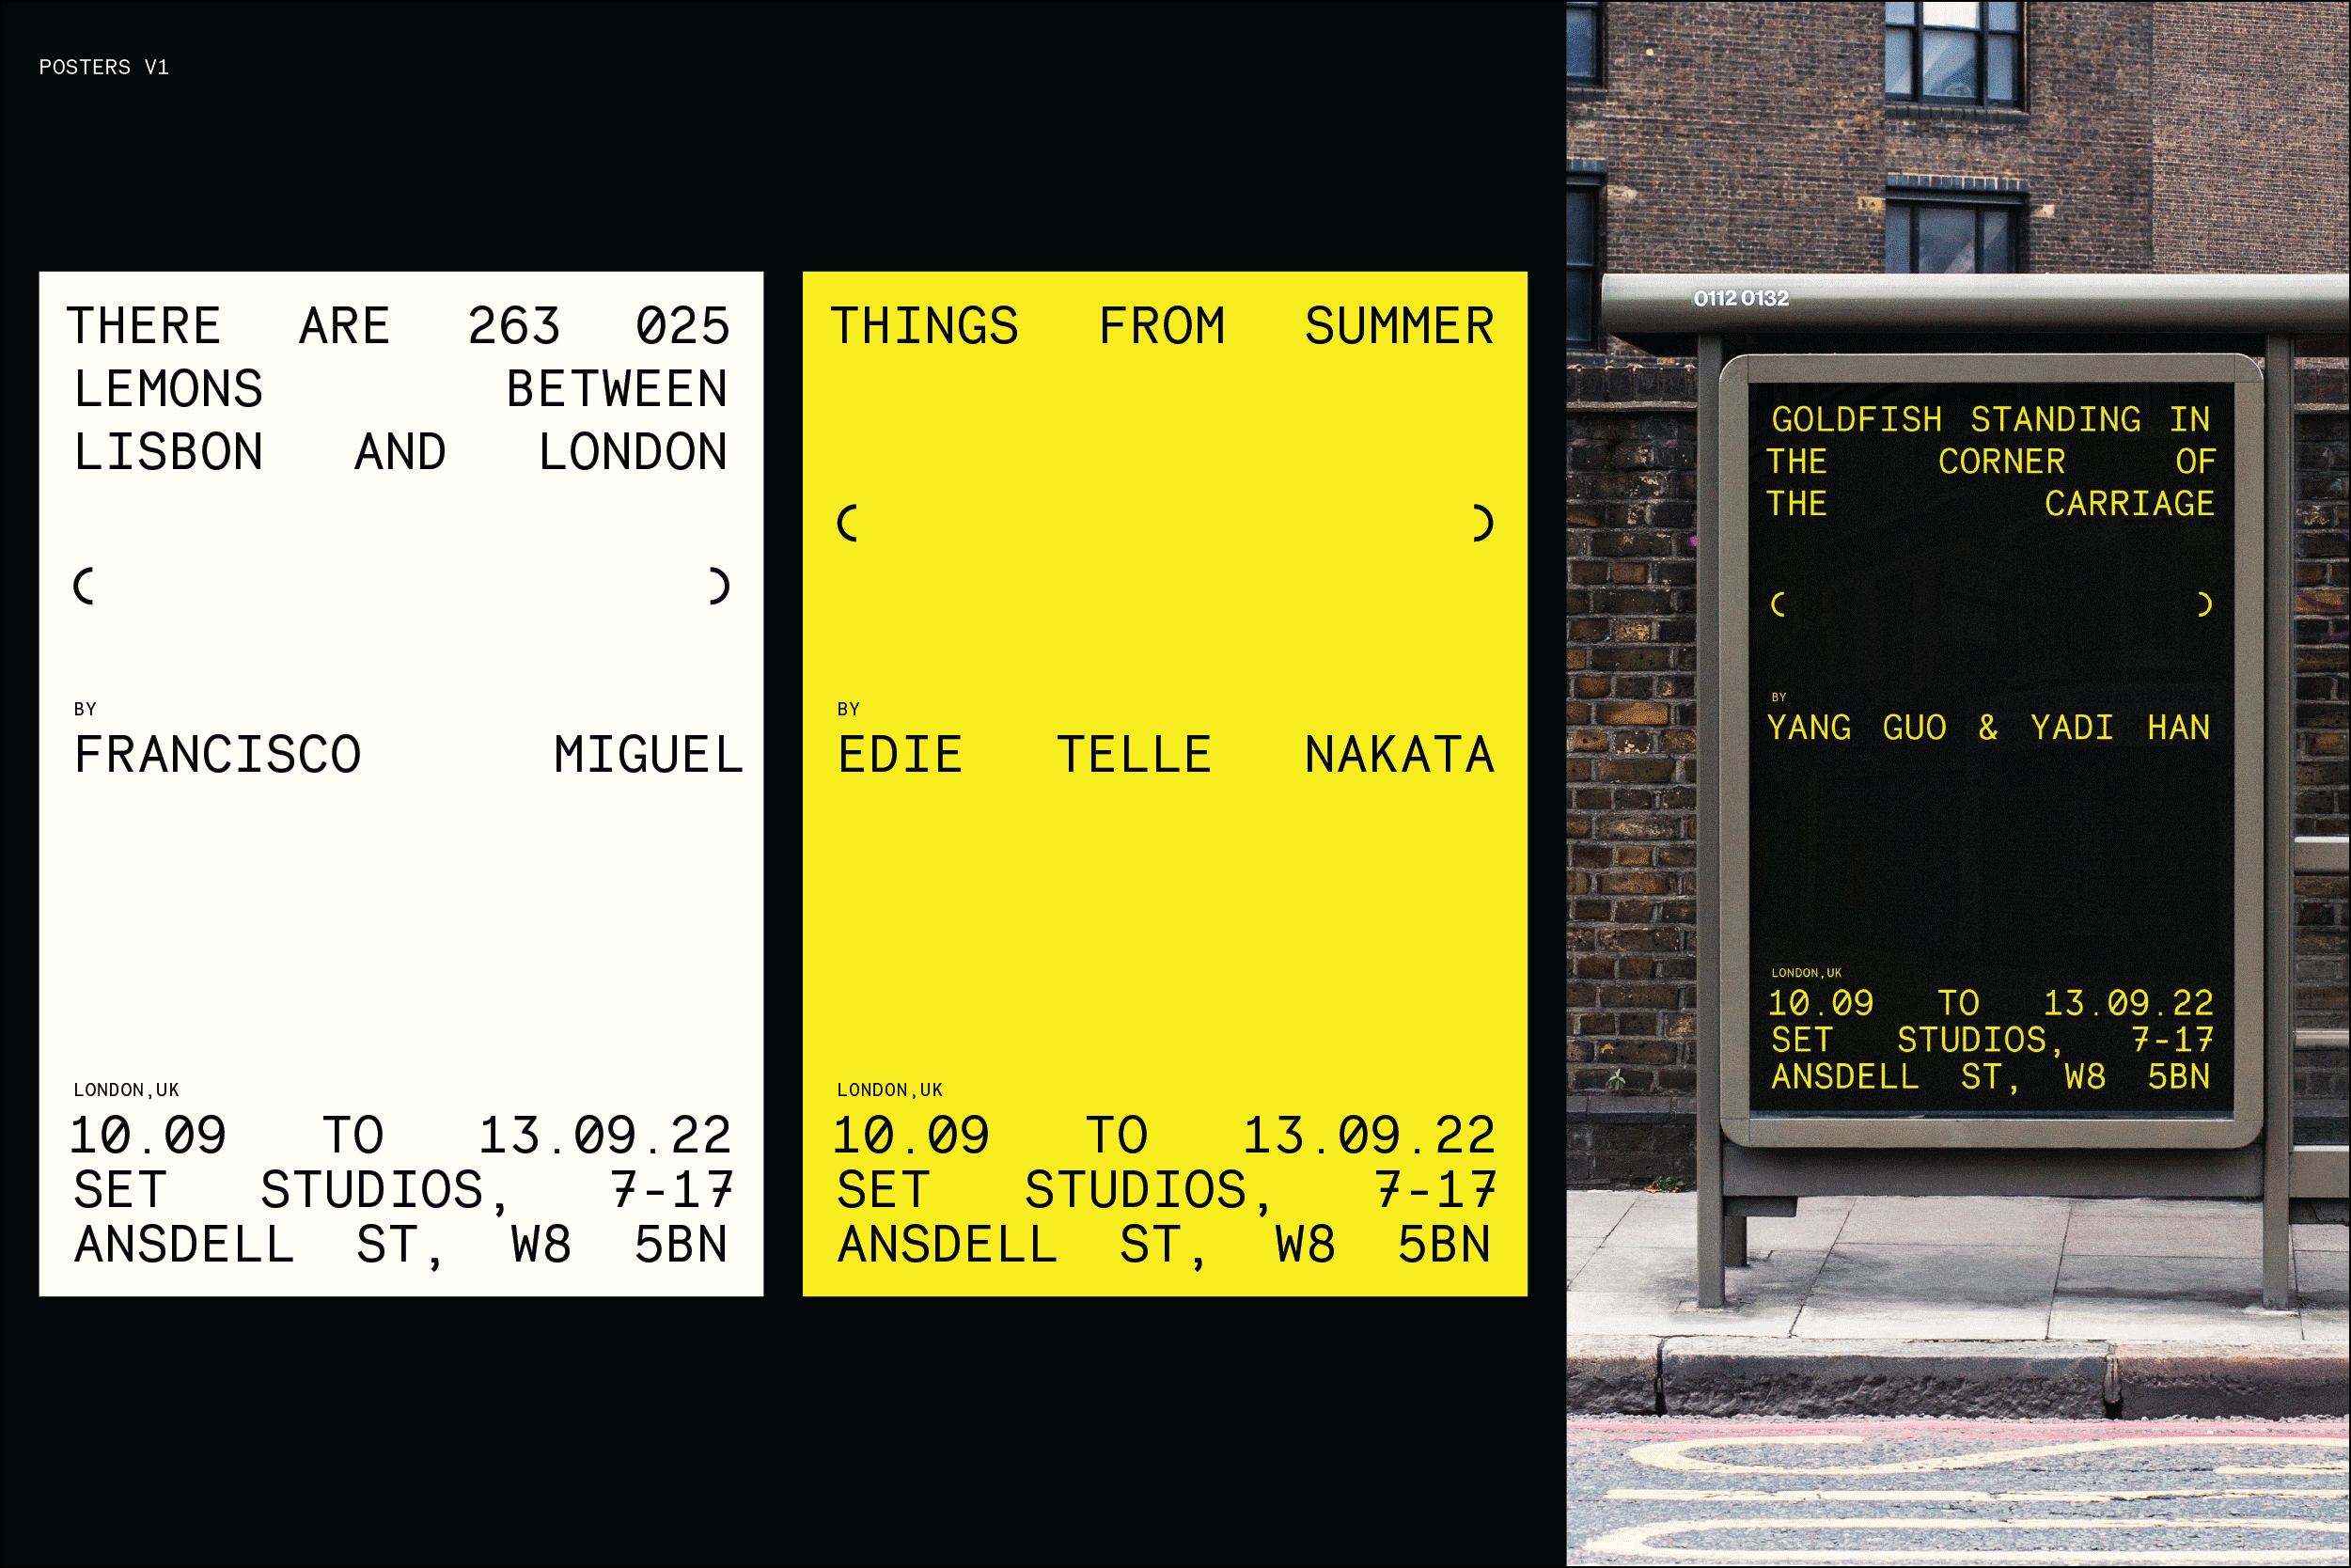 POSTERS V1
THERE ARE 263 025
LEMONS BETWEEN
LISBON AND LONDON
( )
BY
FRANCISCO MIGUEL
LONDON,UK
10.09 TO 13.09.22
SET STUDIOS, 7-17
ANSDELL ST, W8 5BN
THINGS FROM SUMMER
( )
BY
EDIE TELLE NAKATA
LONDON,UK
10.09 TO 13.09.22
SET STUDIOS, 7-17
ANSDELL ST, W8 5BN
0112 0132
GOLDFISH STANDING IN
THE CORNER OF
THE CARRIAGE
( )
BY
YANG GUO & YADI HAN
LONDON,UK
10.09 TO 13.09.22
SET STUDIOS, 7-17
ANSDELL ST, W8 5BN